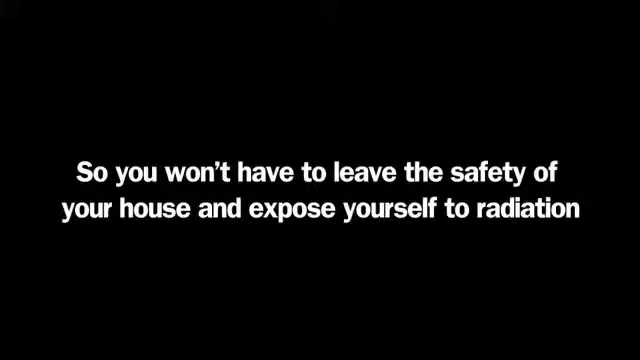 So you won’t have to leave the safety of
your house and expose yourself to radiation